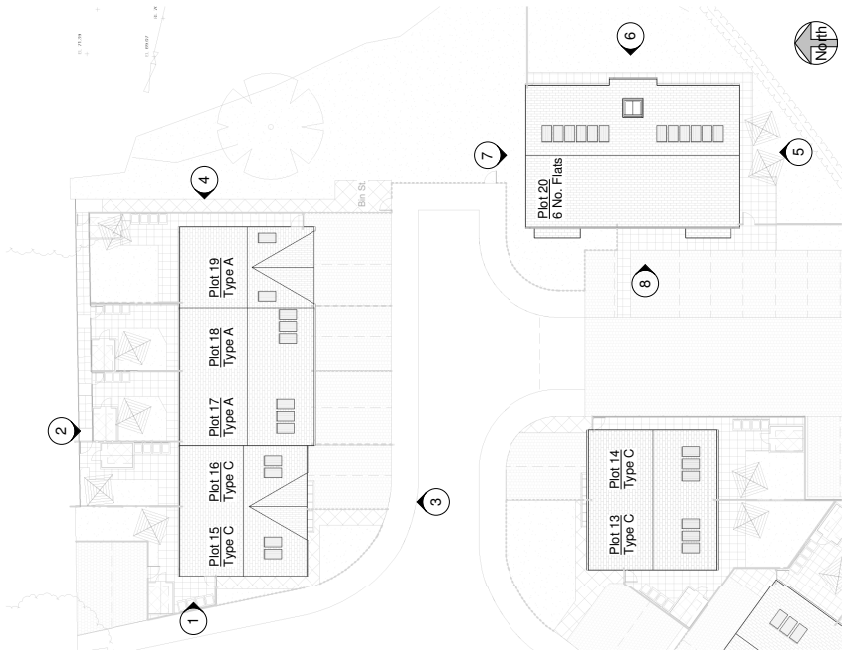 6
North
7
5
4
Bin St.
Plot 20
6 No. Flats
Plot 19
Type A
8
Plot 18
Type A
2
Plot 17
Type A
Plot 16
Type C
Plot 14
Type C
3
Plot 15
Type C
Plot 13
Type C
1